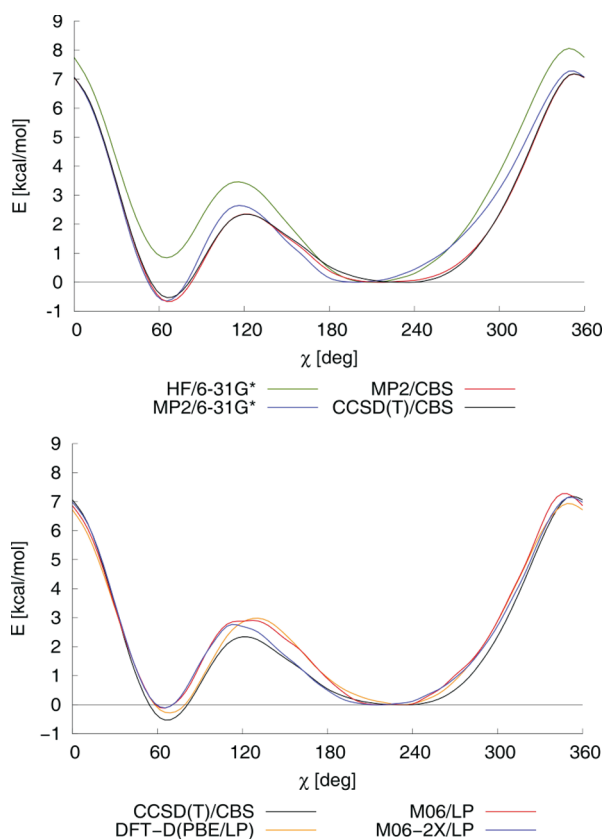 9
8
7
6
5
4
3
2
1
0
-1
E [kcal/mol]
0 60 120 180 240 300 360
χ [deg]
HF/6-31G* MP2/CBS
MP2/6-31G* CCSD(T)/CBS
9
8
7
6
5
4
3
2
1
0
−1
E [kcal/mol]
0 60 120 180 240 300 360
χ [deg]
CCSD(T)/CBS M06/LP
DFT−D(PBE/LP) M06−2X/LP